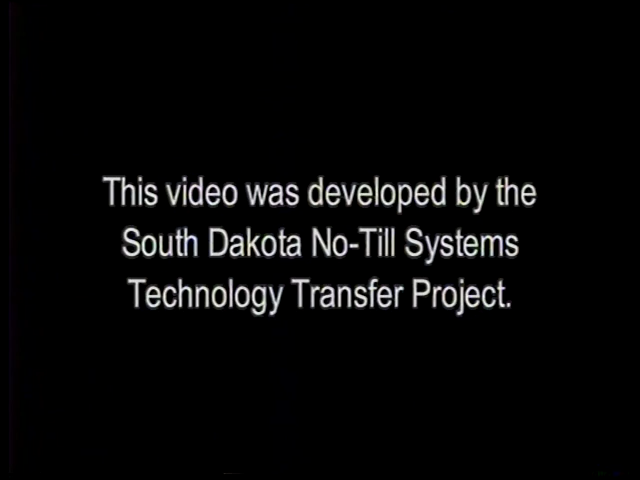 This video was developed by the
South Dakota No-Till Systems
Technology Transfer Project.